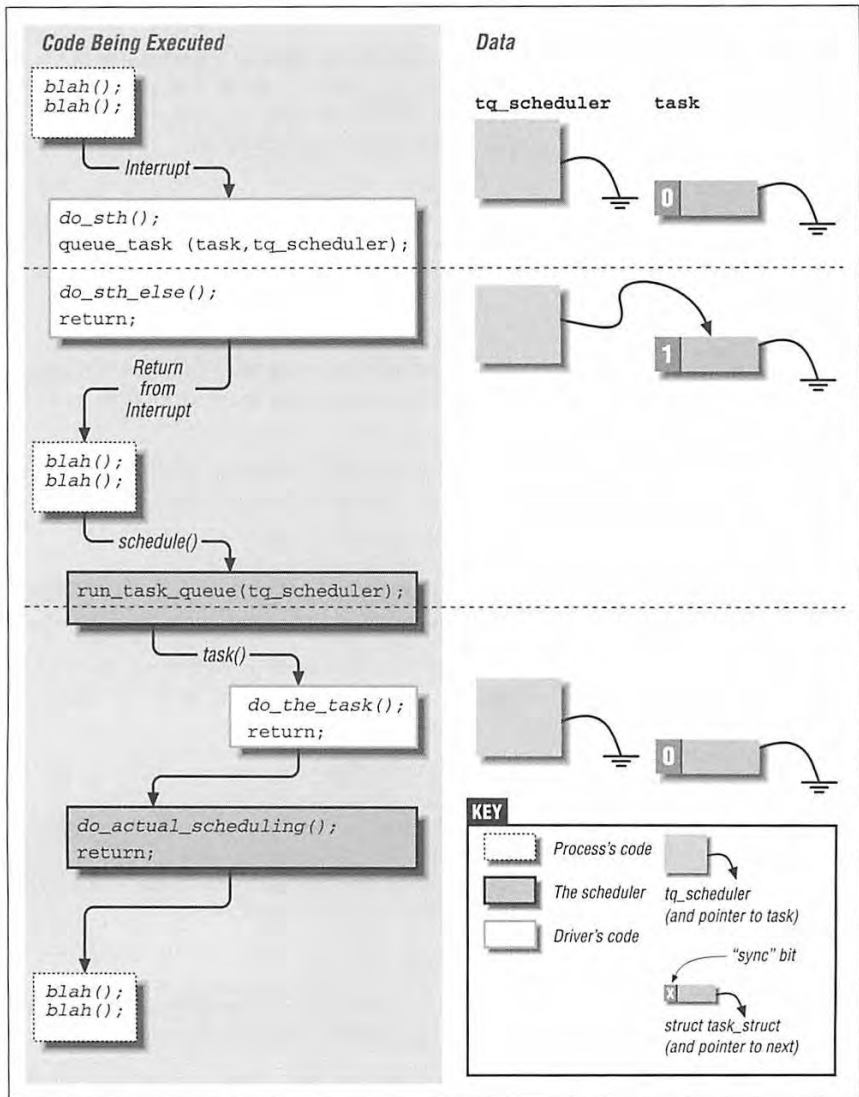 Code Being Executed
Data
blah();
blah();
tq_scheduler
task
Interrupt
0
do_sth();
queue_task (task,tq_scheduler);
do_sth_else();
return;
1
Return
from
Interrupt
blah();
blah();
schedule()
run_task_queue(tq_scheduler);
task()
do_the_task();
return;
0
do_actual_scheduling();
return;
blah();
blah();
KEY
Process's code
The scheduler
Driver's code
tq_scheduler
(and pointer to task)
"sync" bit
X
struct task_struct
(and pointer to next)